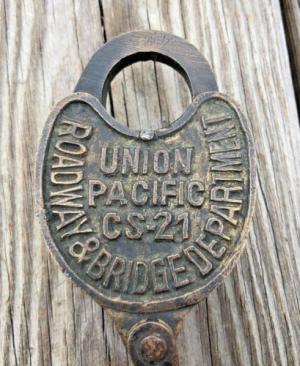 UNION
PACIFIC
CS-21
ROADWAY & BRIDGE DEPARTMENT